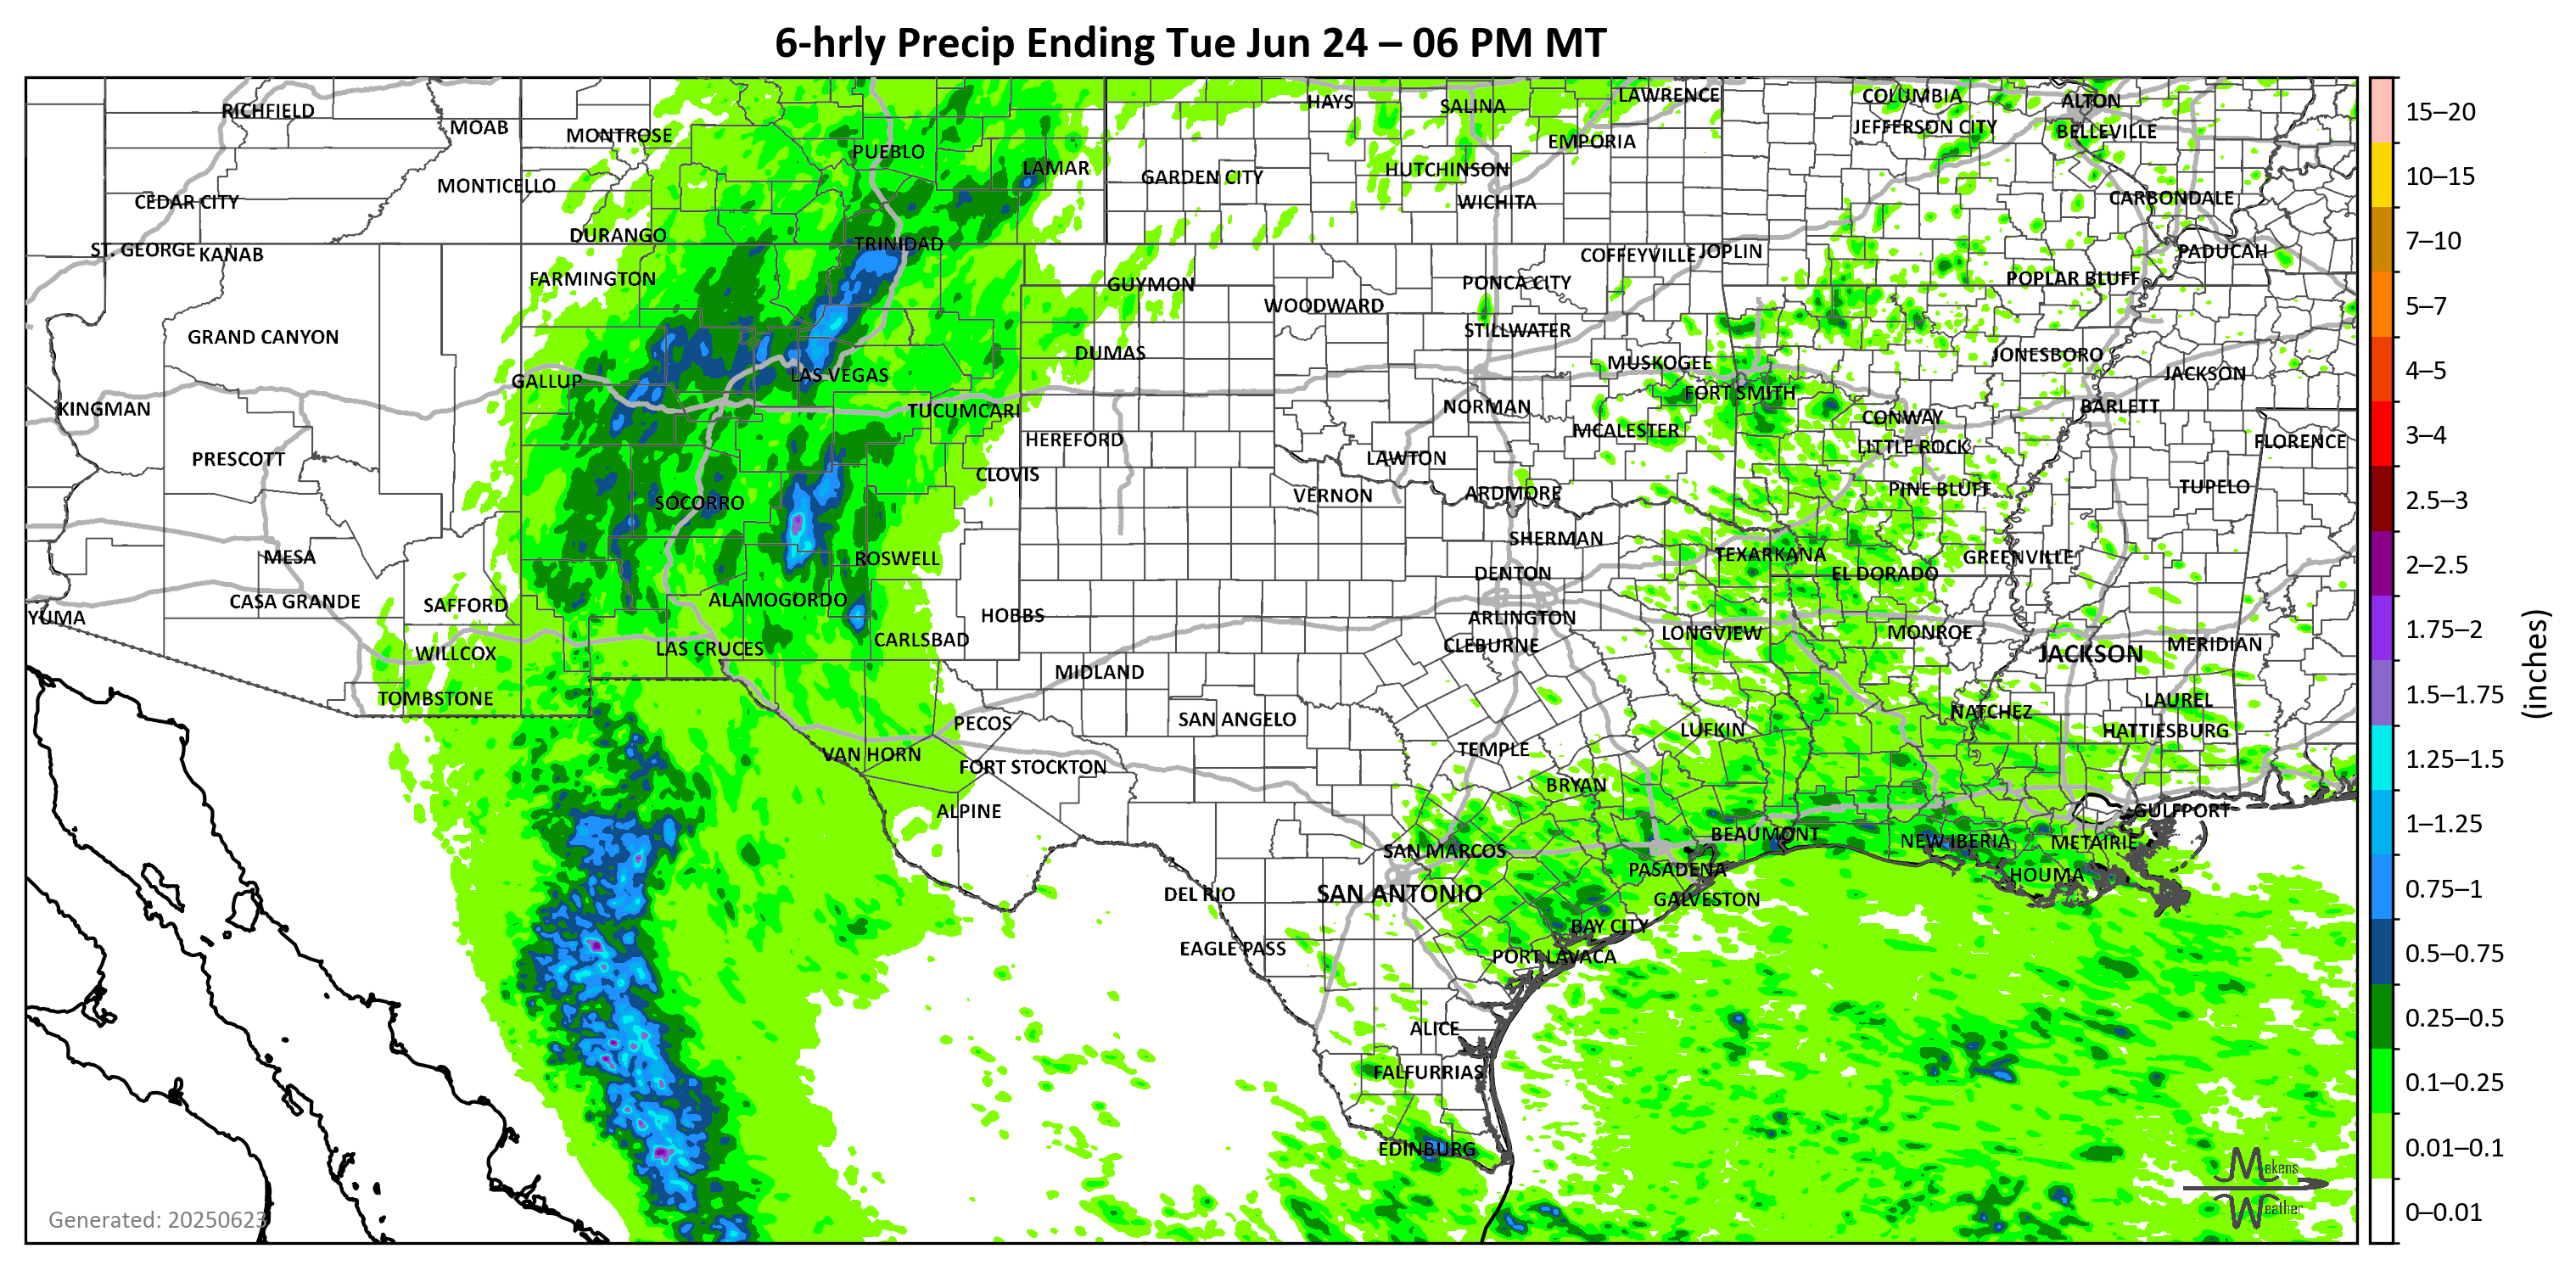 6-hrly Precip Ending Tue Jun 24 – 06 PM MT
RICHFIELD
MOAB
MONTROSE
PUEBLO
LAMAR
HAYS
SALINA
LAWRENCE
COLUMBIA
ALTON
JEFFERSON CITY
BELLEVILLE
EMPORIA
HUTCHINSON
GARDEN CITY
MONTICELLO
CEDAR CITY
WICHITA
CARBONDALE
DURANGO
TRINIDAD
ST. GEORGE
KANAB
COFFEYVILLE
JOPLIN
PADUCAH
FARMINGTON
GUYMON
PONCA CITY
POPLAR BLUFF
WOODWARD
GRAND CANYON
STILLWATER
DUMAS
JONESBORO
MUSKOGEE
GALLUP
LAS VEGAS
JACKSON
FORT SMITH
KINGMAN
TUCUMCARI
NORMAN
CONWAY
BARLETT
MCALESTER
HEREFORD
LITTLE ROCK
FLORENCE
PRESCOTT
LAWTON
CLOVIS
VERNON
ARDMORE
PINE BLUFF
TUPELO
SOCORRO
SHERMAN
MESA
ROSWELL
TEXARKANA
GREENVILLE
DENTON
EL DORADO
CASA GRANDE
SAFFORD
ALAMOGORDO
YUMA
HOBBS
ARLINGTON
CARLSBAD
LONGVIEW
MONROE
WILLCOX
LAS CRUCES
CLEBURNE
JACKSON
MERIDIAN
MIDLAND
TOMBSTONE
LAUREL
PECOS
SAN ANGELO
NATCHEZ
LUFKIN
HATTIESBURG
VAN HORN
TEMPLE
FORT STOCKTON
BRYAN
ALPINE
GULFPORT
BEAUMONT
NEW IBERIA
METAIRIE
SAN MARCOS
PASADENA
HOUMA
DEL RIO
SAN ANTONIO
GALVESTON
BAY CITY
EAGLE PASS
PORT LAVACA
ALICE
FALFURRIAS
EDINBURG
Generated: 20250623
Mekens
Weather
15–20
10–15
7–10
5–7
4–5
3–4
2.5–3
2–2.5
1.75–2
1.5–1.75
1.25–1.5
1–1.25
0.75–1
0.5–0.75
0.25–0.5
0.1–0.25
0.01–0.1
0–0.01
(inches)